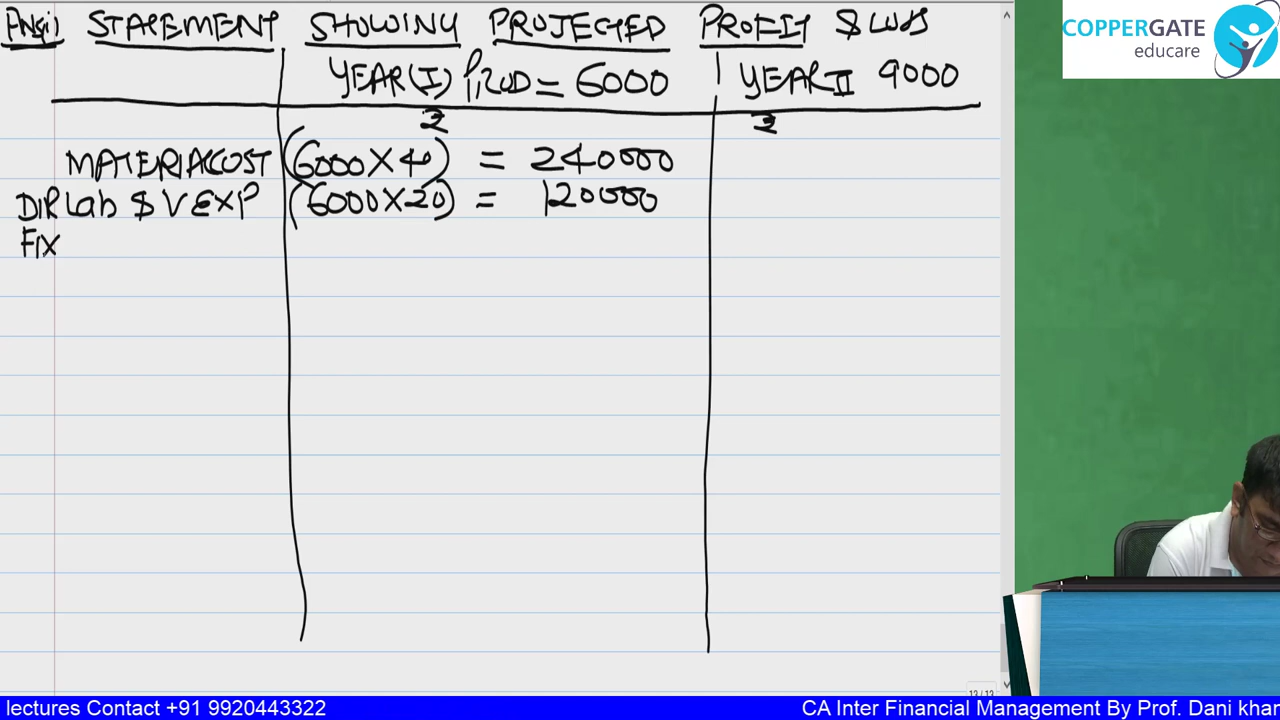 Ans(i) STATEMENT SHOWING PROJECTED PROFIT & LOSS
YEAR(I) PROD = 6000 YEAR II 9000
MATERIAL COST (6000 X 40) = 240000
DIR Lab & V EXP (6000 X 20) = 120000
FIX
COPPERGATE
educare
13 / 13
lectures Contact +91 9920443322
CA Inter Financial Management By Prof. Dani khan